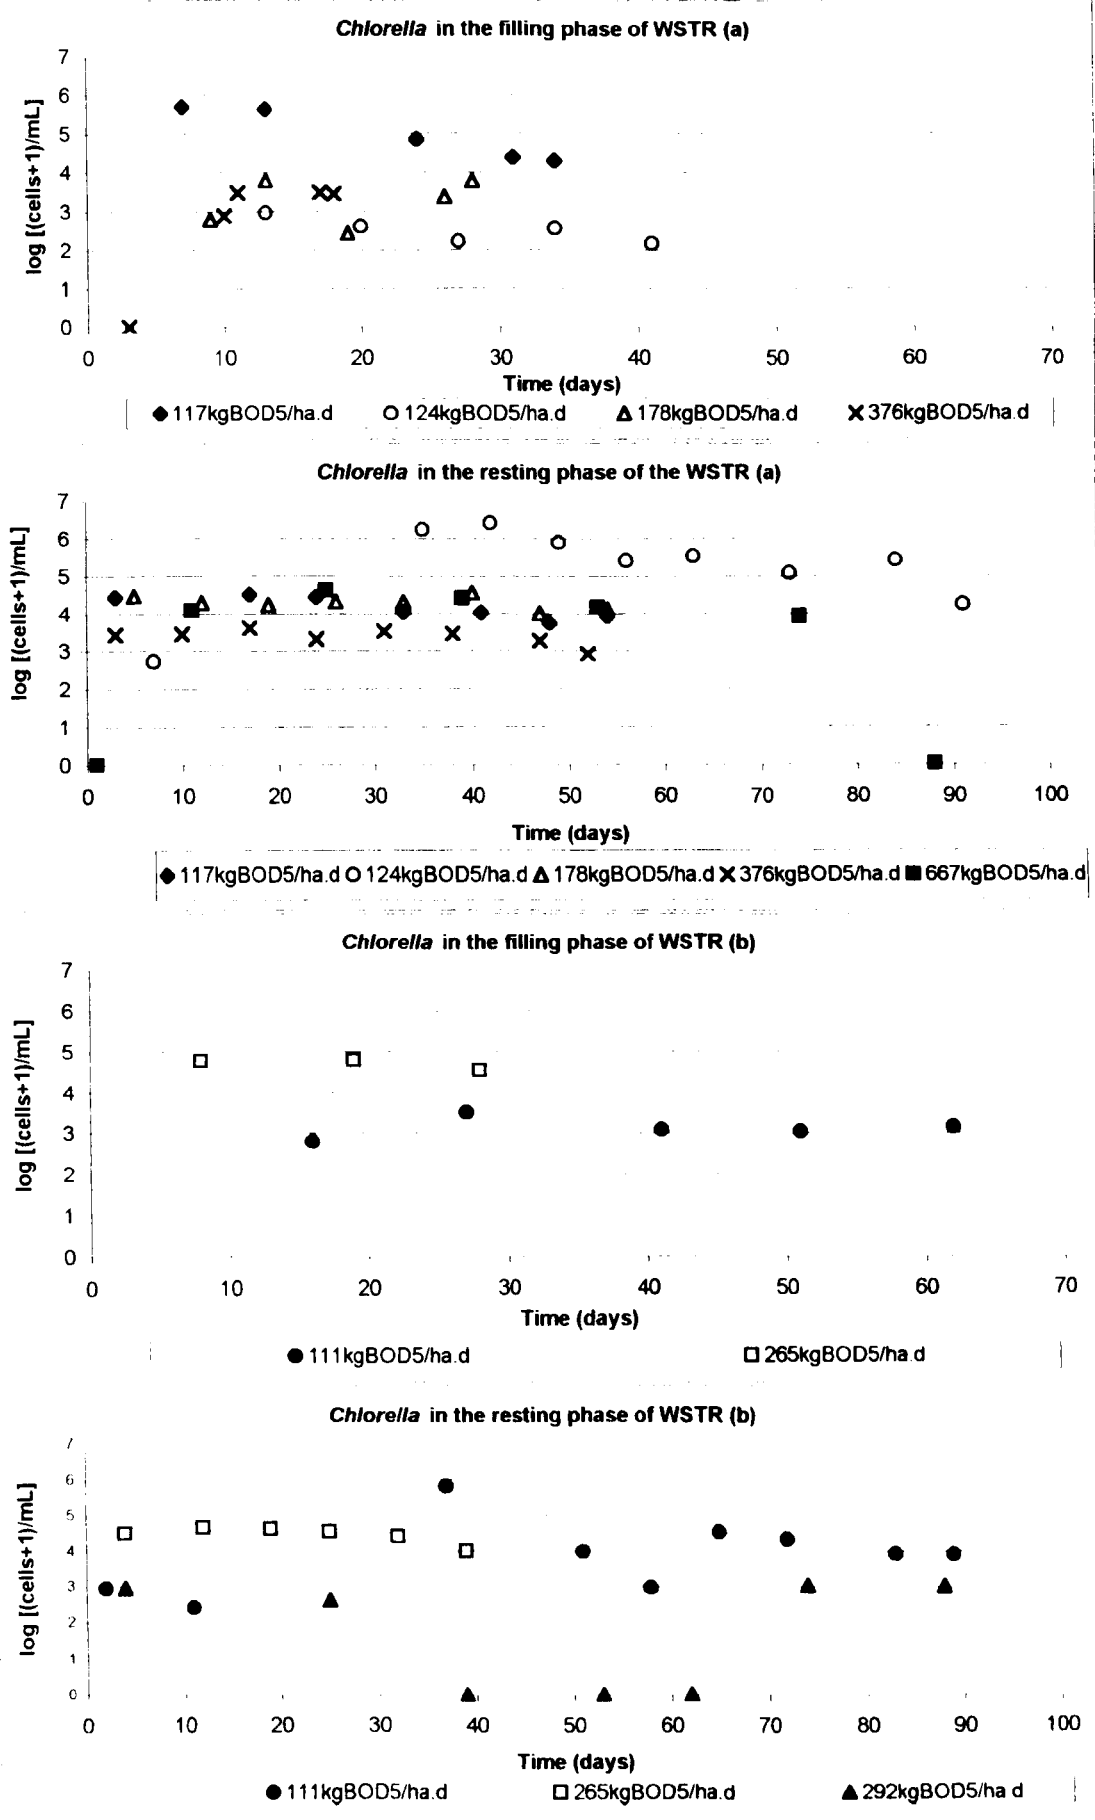 Chlorella in the filling phase of WSTR (a)
7
6
5
4
3
2
1
0
log [(cells+1)/mL]
0 10 20 30 40 50 60 70
Time (days)
117kgBOD5/ha.d 124kgBOD5/ha.d 178kgBOD5/ha.d 376kgBOD5/ha.d
Chlorella in the resting phase of the WSTR (a)
7
6
5
4
3
2
1
0
log [(cells+1)/mL]
0 10 20 30 40 50 60 70 80 90 100
Time (days)
117kgBOD5/ha.d 124kgBOD5/ha.d 178kgBOD5/ha.d 376kgBOD5/ha.d 667kgBOD5/ha.d
Chlorella in the filling phase of WSTR (b)
7
6
5
4
3
2
1
0
log [(cells+1)/mL]
0 10 20 30 40 50 60 70
Time (days)
111kgBOD5/ha.d 265kgBOD5/ha.d
Chlorella in the resting phase of WSTR (b)
7
6
5
4
3
2
1
0
log [(cells+1)/mL]
0 10 20 30 40 50 60 70 80 90 100
Time (days)
111kgBOD5/ha.d 265kgBOD5/ha.d 292kgBOD5/ha d